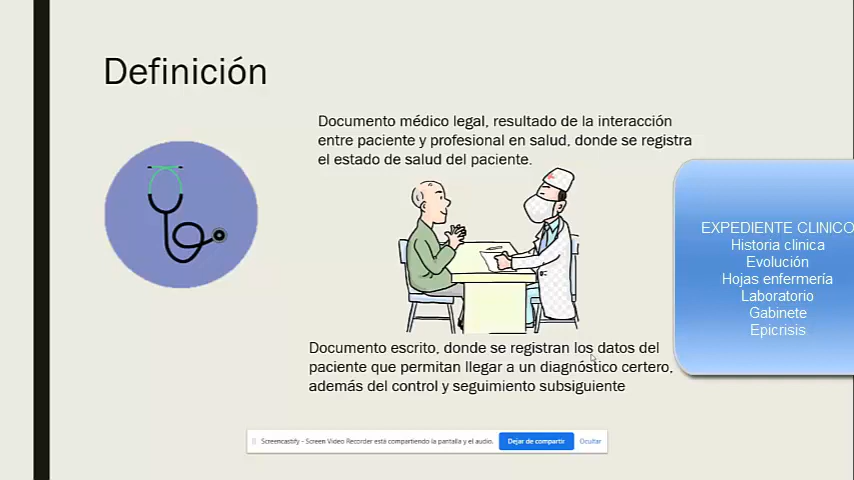 Definición
Documento médico legal, resultado de la interacción
entre paciente y profesional en salud, donde se registra
el estado de salud del paciente.
EXPEDIENTE CLINICO
Historia clinica
Evolución
Hojas enfermería
Laboratorio
Gabinete
Epicrisis
Documento escrito, donde se registran los datos del
paciente que permitan llegar a un diagnóstico certero,
además del control y seguimiento subsiguiente
Screencastify - Screen Video Recorder está compartiendo la pantalla y el audio.
Dejar de compartir
Ocultar